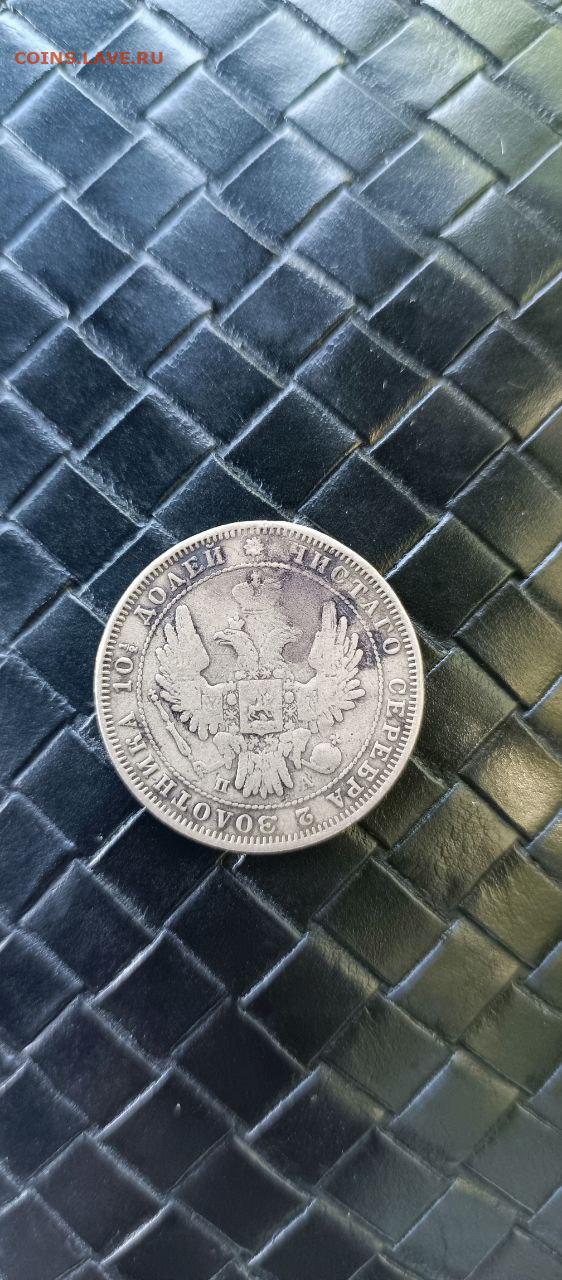 COINS.LAVE.RU
ЧИСТАГО СЕРЕБРА 2 ЗОЛОТНИКА 10½ ДОЛЕЙ
П А